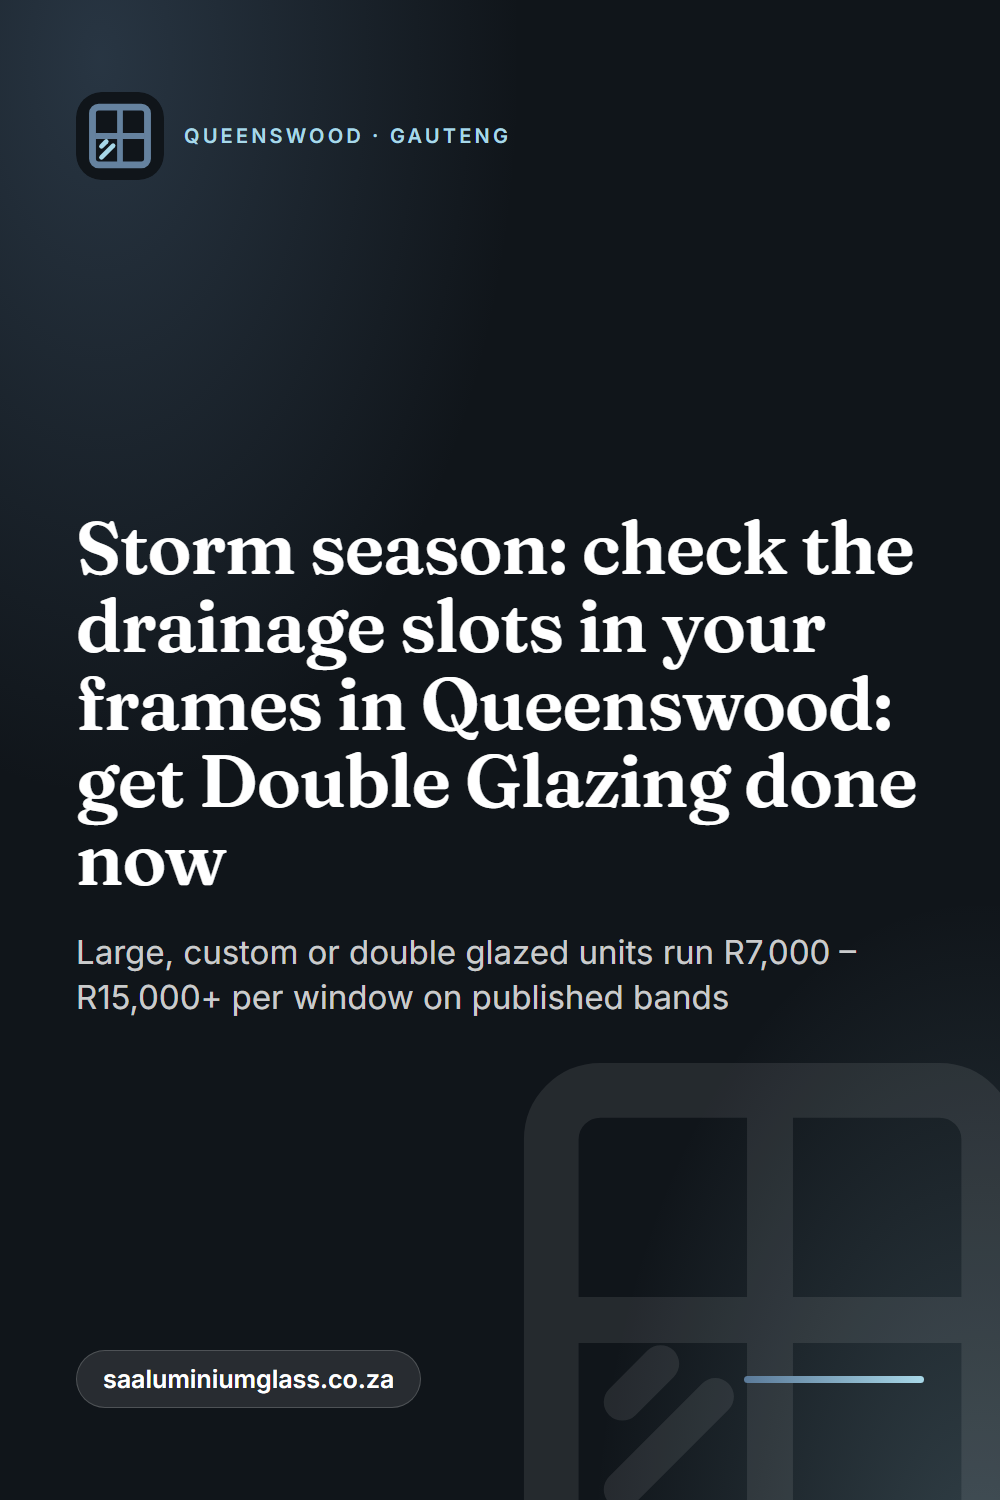 QUEENSWOOD · GAUTENG
Storm season: check the
drainage slots in your
frames in Queenswood:
get Double Glazing done
now
Large, custom or double glazed units run R7,000 –
R15,000+ per window on published bands
saaluminiumglass.co.za